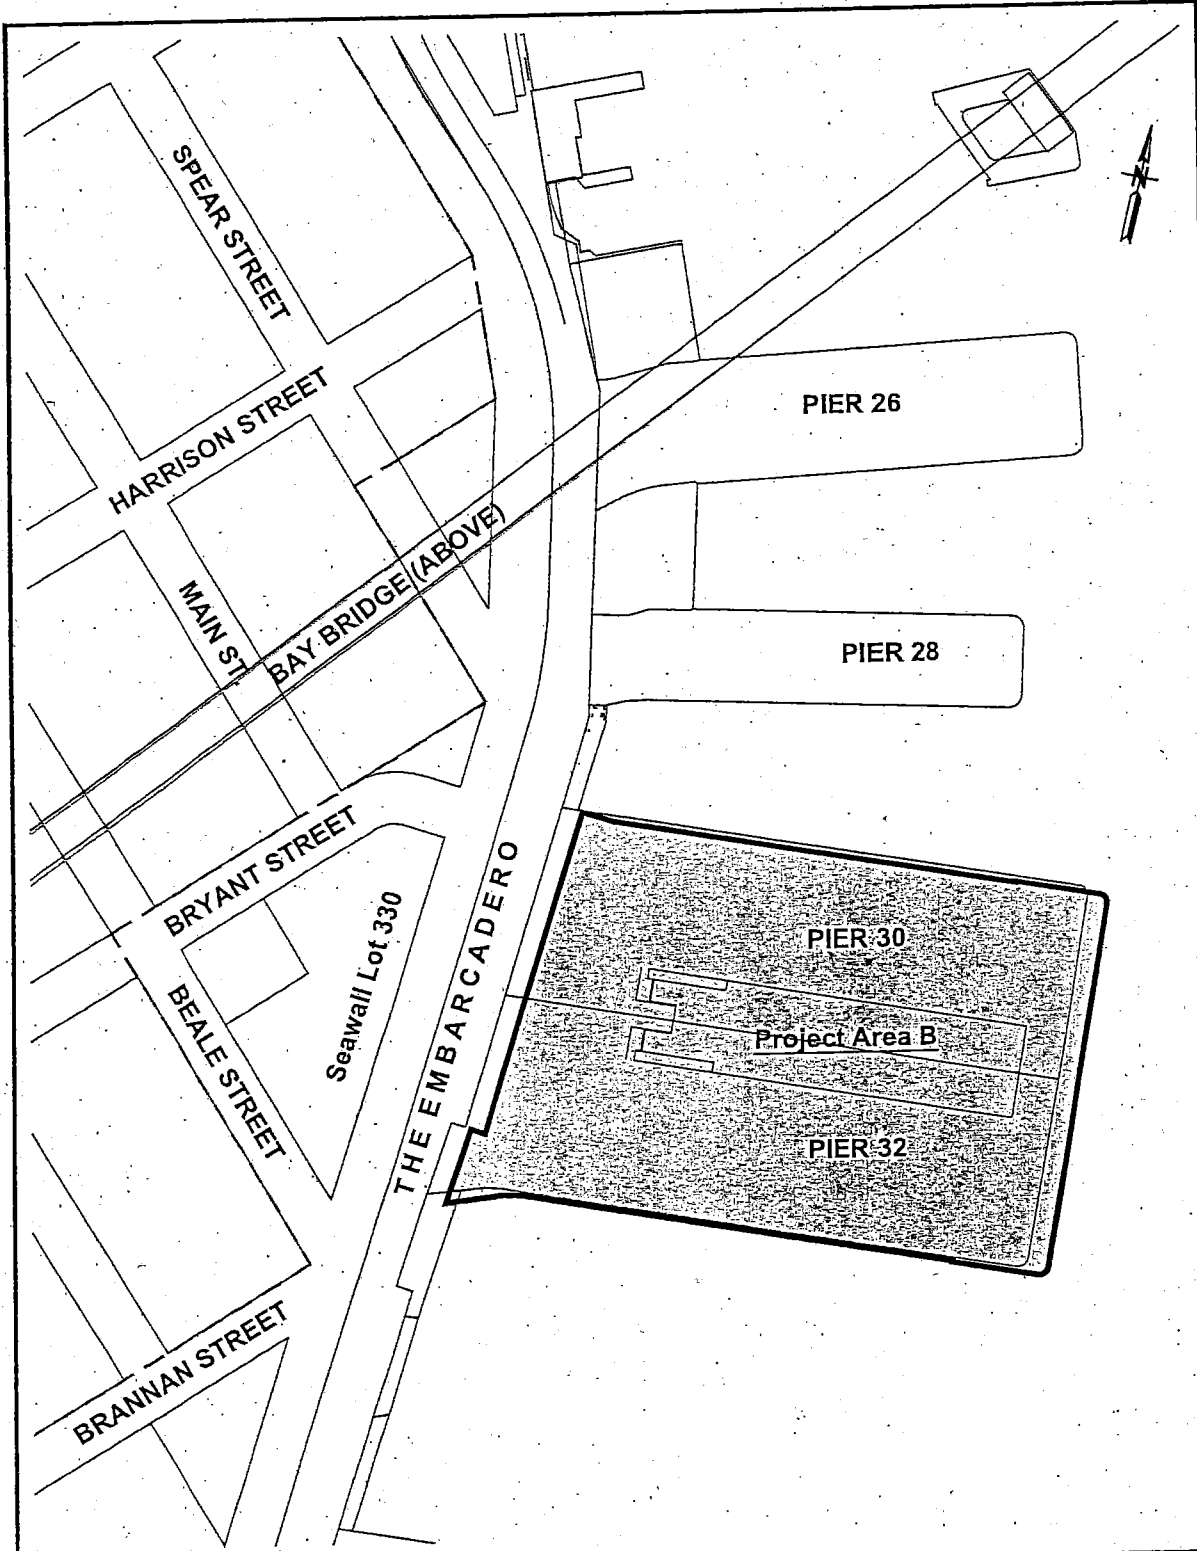 SPEAR STREET
N
PIER 26
HARRISON STREET
BAY BRIDGE (ABOVE)
MAIN ST.
PIER 28
BRYANT STREET
THE EMBARCADERO
Seawall Lot 330
PIER 30
Project Area B
BEALE STREET
PIER 32
BRANNAN STREET